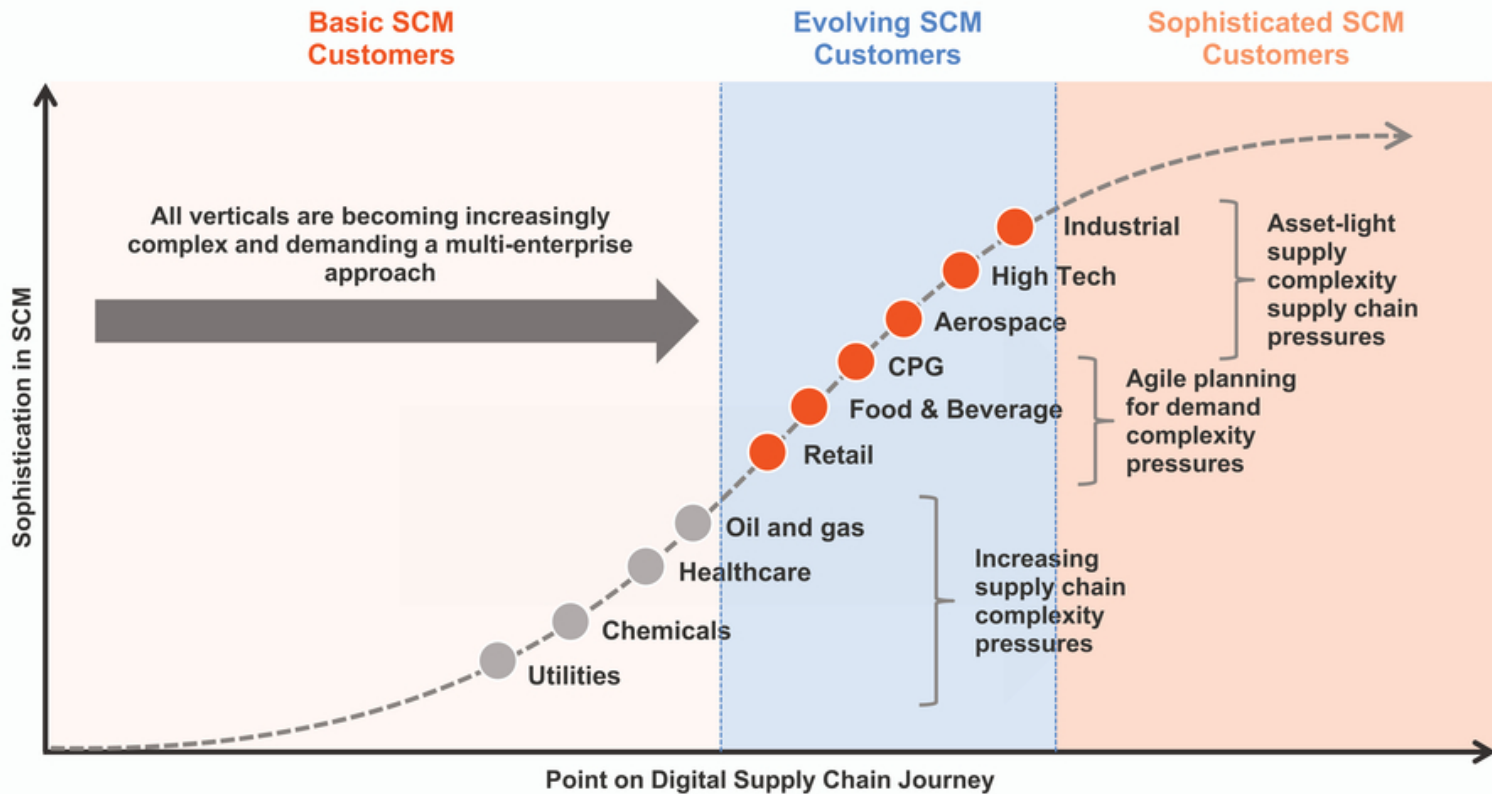 Basic SCM
Customers
Evolving SCM
Customers
Sophisticated SCM
Customers
All verticals are becoming increasingly
complex and demanding a multi-enterprise
approach
Sophistication in SCM
Industrial
High Tech
Aerospace
CPG
Food & Beverage
Retail
Oil and gas
Healthcare
Chemicals
Utilities
Asset-light
supply
complexity
supply chain
pressures
Agile planning
for demand
complexity
pressures
Increasing
supply chain
complexity
pressures
Point on Digital Supply Chain Journey